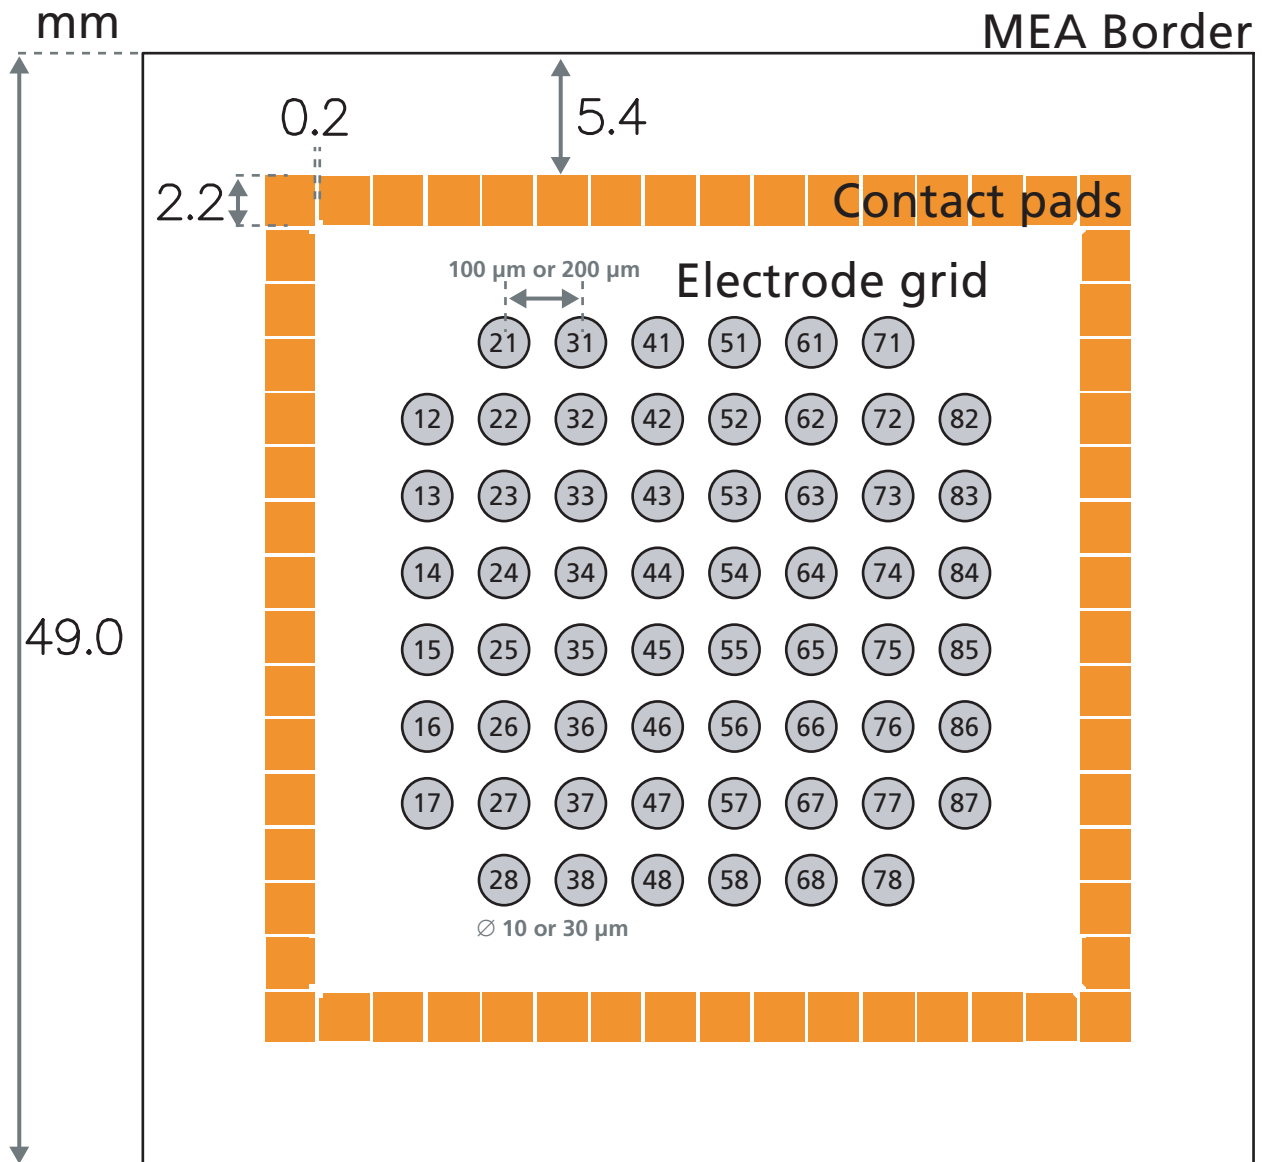 mm
MEA Border
0.2
5.4
2.2
Contact pads
100 µm or 200 µm
Electrode grid
21 31 41 51 61 71
12 22 32 42 52 62 72 82
13 23 33 43 53 63 73 83
14 24 34 44 54 64 74 84
49.0
15 25 35 45 55 65 75 85
16 26 36 46 56 66 76 86
17 27 37 47 57 67 77 87
28 38 48 58 68 78
∅ 10 or 30 µm